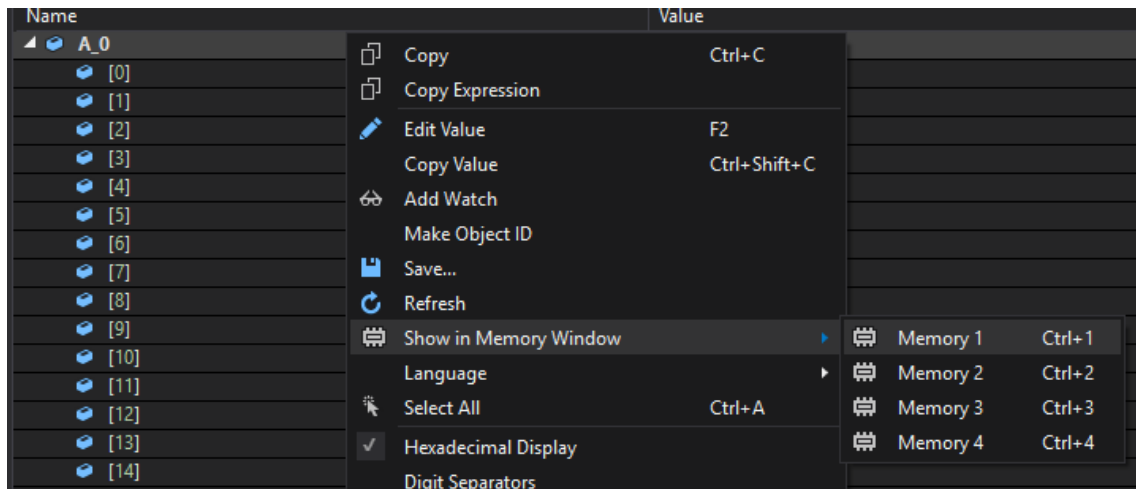 Name Value
A_0
[0]
[1]
[2]
[3]
[4]
[5]
[6]
[7]
[8]
[9]
[10]
[11]
[12]
[13]
[14]
Copy Ctrl+C
Copy Expression
Edit Value F2
Copy Value Ctrl+Shift+C
Add Watch
Make Object ID
Save...
Refresh
Show in Memory Window
Language
Select All Ctrl+A
Hexadecimal Display
Digit Separators
Memory 1 Ctrl+1
Memory 2 Ctrl+2
Memory 3 Ctrl+3
Memory 4 Ctrl+4